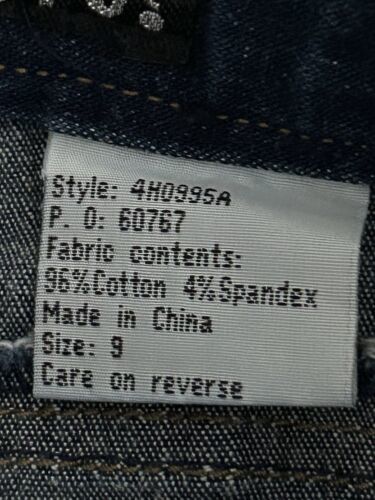 Style: 4H0995A
P. O: 60767
Fabric contents:
96%Cotton 4%Spandex
Made in China
Size: 9
Care on reverse